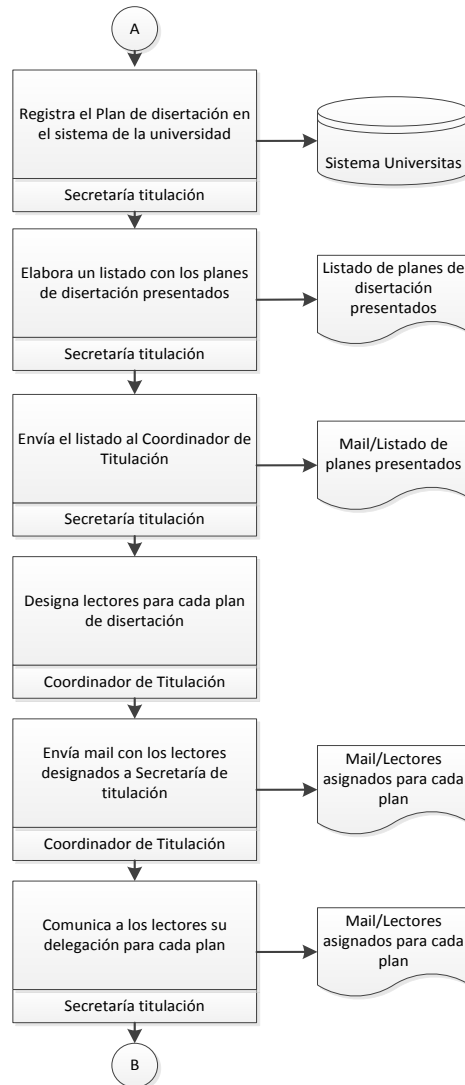 A
Registra el Plan de disertación en
el sistema de la universidad
Secretaría titulación
Sistema Universitas
Elabora un listado con los planes
de disertación presentados
Secretaría titulación
Listado de planes de
disertación
presentados
Envía el listado al Coordinador de
Titulación
Secretaría titulación
Mail/Listado de
planes presentados
Designa lectores para cada plan
de disertación
Coordinador de Titulación
Envía mail con los lectores
designados a Secretaría de
titulación
Coordinador de Titulación
Mail/Lectores
asignados para cada
plan
Comunica a los lectores su
delegación para cada plan
Secretaría titulación
Mail/Lectores
asignados para cada
plan
B